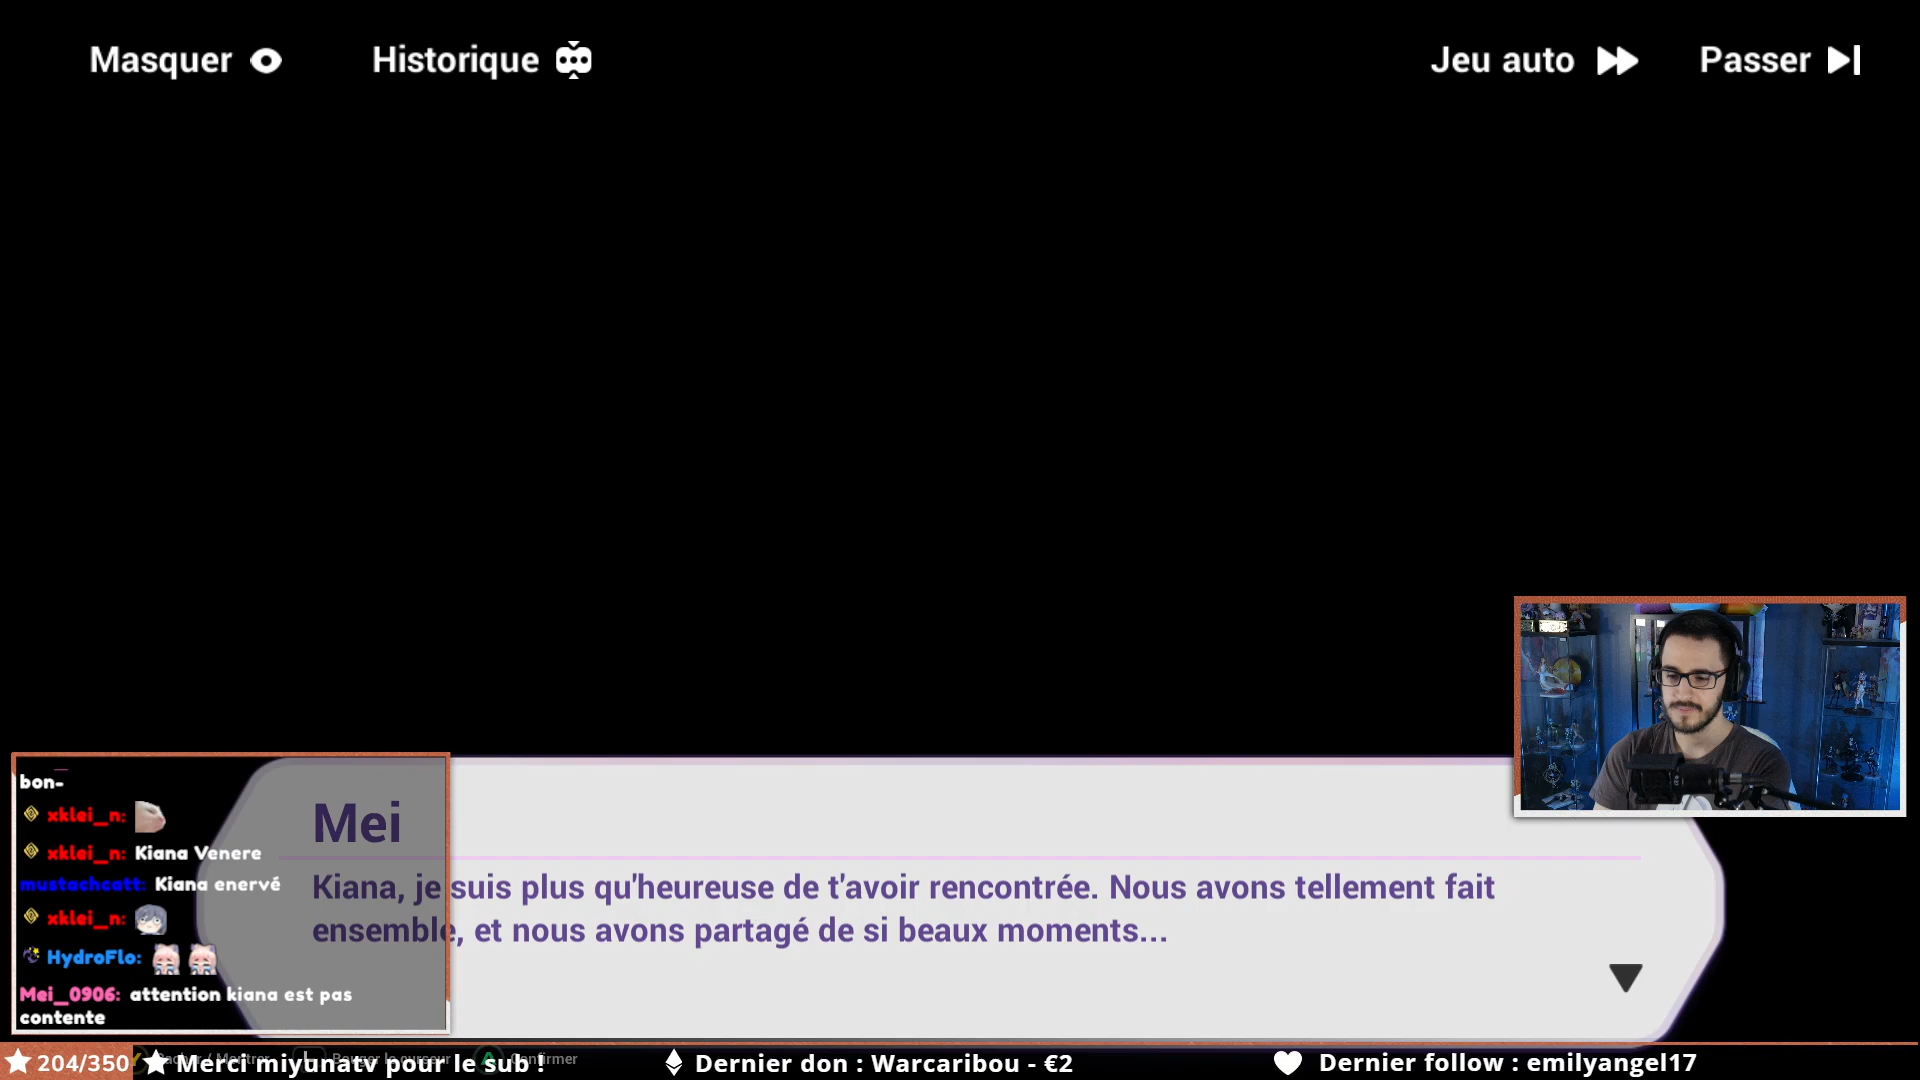 Masquer
Historique
Jeu auto
Passer
bon-
xklei_n:
xklei_n: Kiana Venere
mustachcatt: Kiana enervé
xklei_n:
HydroFlo:
Mei_0906: attention kiana est pas
contente
Mei
Kiana, je suis plus qu'heureuse de t'avoir rencontrée. Nous avons tellement fait
ensemble, et nous avons partagé de si beaux moments...
Confirmer
204/350
Merci miyunatv pour le sub !
Dernier don : Warcaribou - €2
Dernier follow : emilyangel17